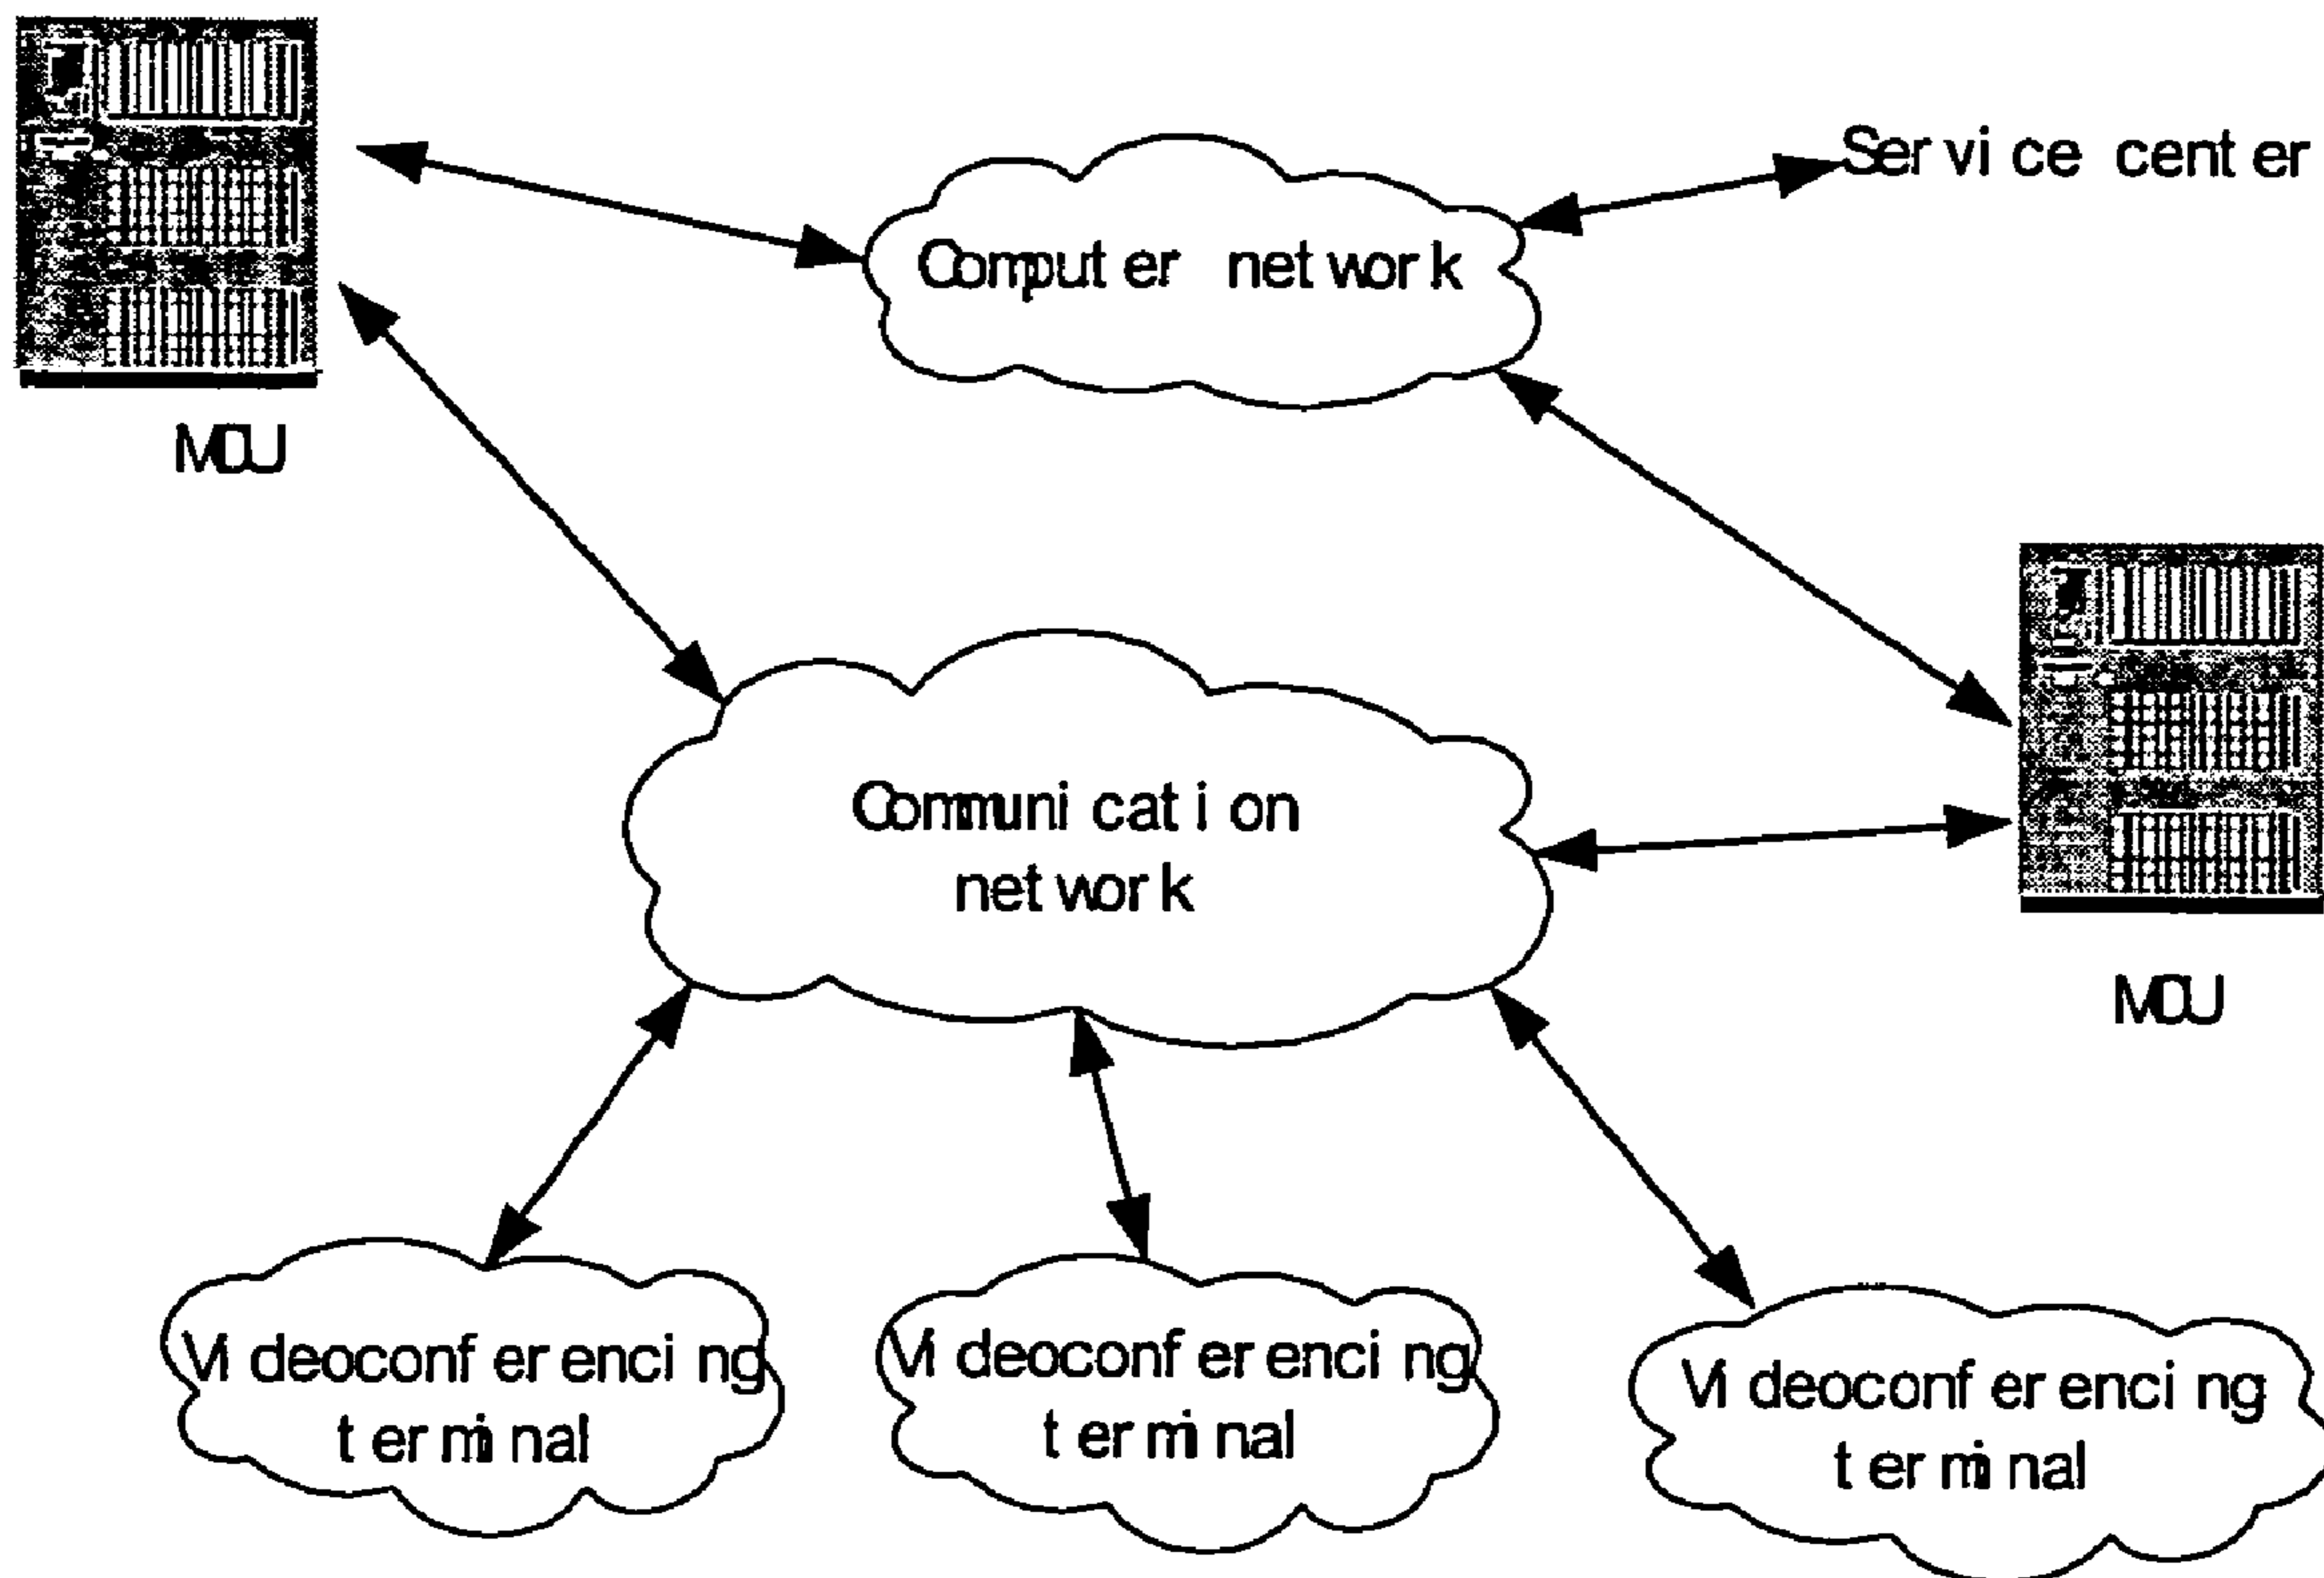 Service center
Computer network
MCU
Communication
network
MCU
Videoconferencing
terminal
Videoconferencing
terminal
Videoconferencing
terminal